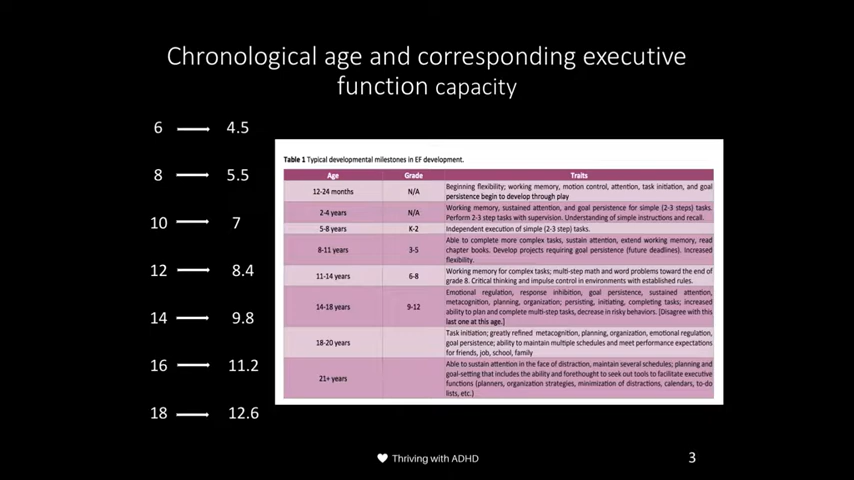 Chronological age and corresponding executive
function capacity
6 4.5
8 5.5
10 7
12 8.4
14 9.8
16 11.2
18 12.6
Table 1 Typical developmental milestones in EF development.
Age Grade Traits
12-24 months N/A Beginning flexibility; working memory, motion control, attention, task initiation, and goal
persistence begin to develop through play
2-4 years N/A Working memory, sustained attention, and goal persistence for simple (2-3 steps) tasks.
Perform 2-3 step tasks with supervision. Understanding of simple instructions and recall.
5-8 years K-2 Independent execution of simple (2-3 step) tasks.
8-11 years 3-5 Able to complete more complex tasks, sustain attention, extend working memory, read
chapter books. Develop projects requiring goal persistence (future deadlines). Increased
flexibility.
11-14 years 6-8 Working memory for complex tasks; multi-step math and word problems toward the end of
grade 8. Critical thinking and impulse control in environments with established rules.
14-18 years 9-12 Emotional regulation, response inhibition, goal persistence, sustained attention,
metacognition, planning, organization; persisting, initiating, completing tasks; increased
ability to plan and complete multi-step tasks, decrease in risky behaviors. [Disagree with this
last one at this age.]
18-20 years Task initiation; greatly refined metacognition, planning, organization, emotional regulation,
goal persistence; ability to maintain multiple schedules and meet performance expectations
for friends, job, school, family
21+ years Able to sustain attention in the face of distraction, maintain several schedules; planning and
goal-setting that includes the ability and forethought to seek out tools to facilitate executive
functions (planners, organization strategies, minimization of distractions, calendars, to-do
lists, etc.)
Thriving with ADHD
3